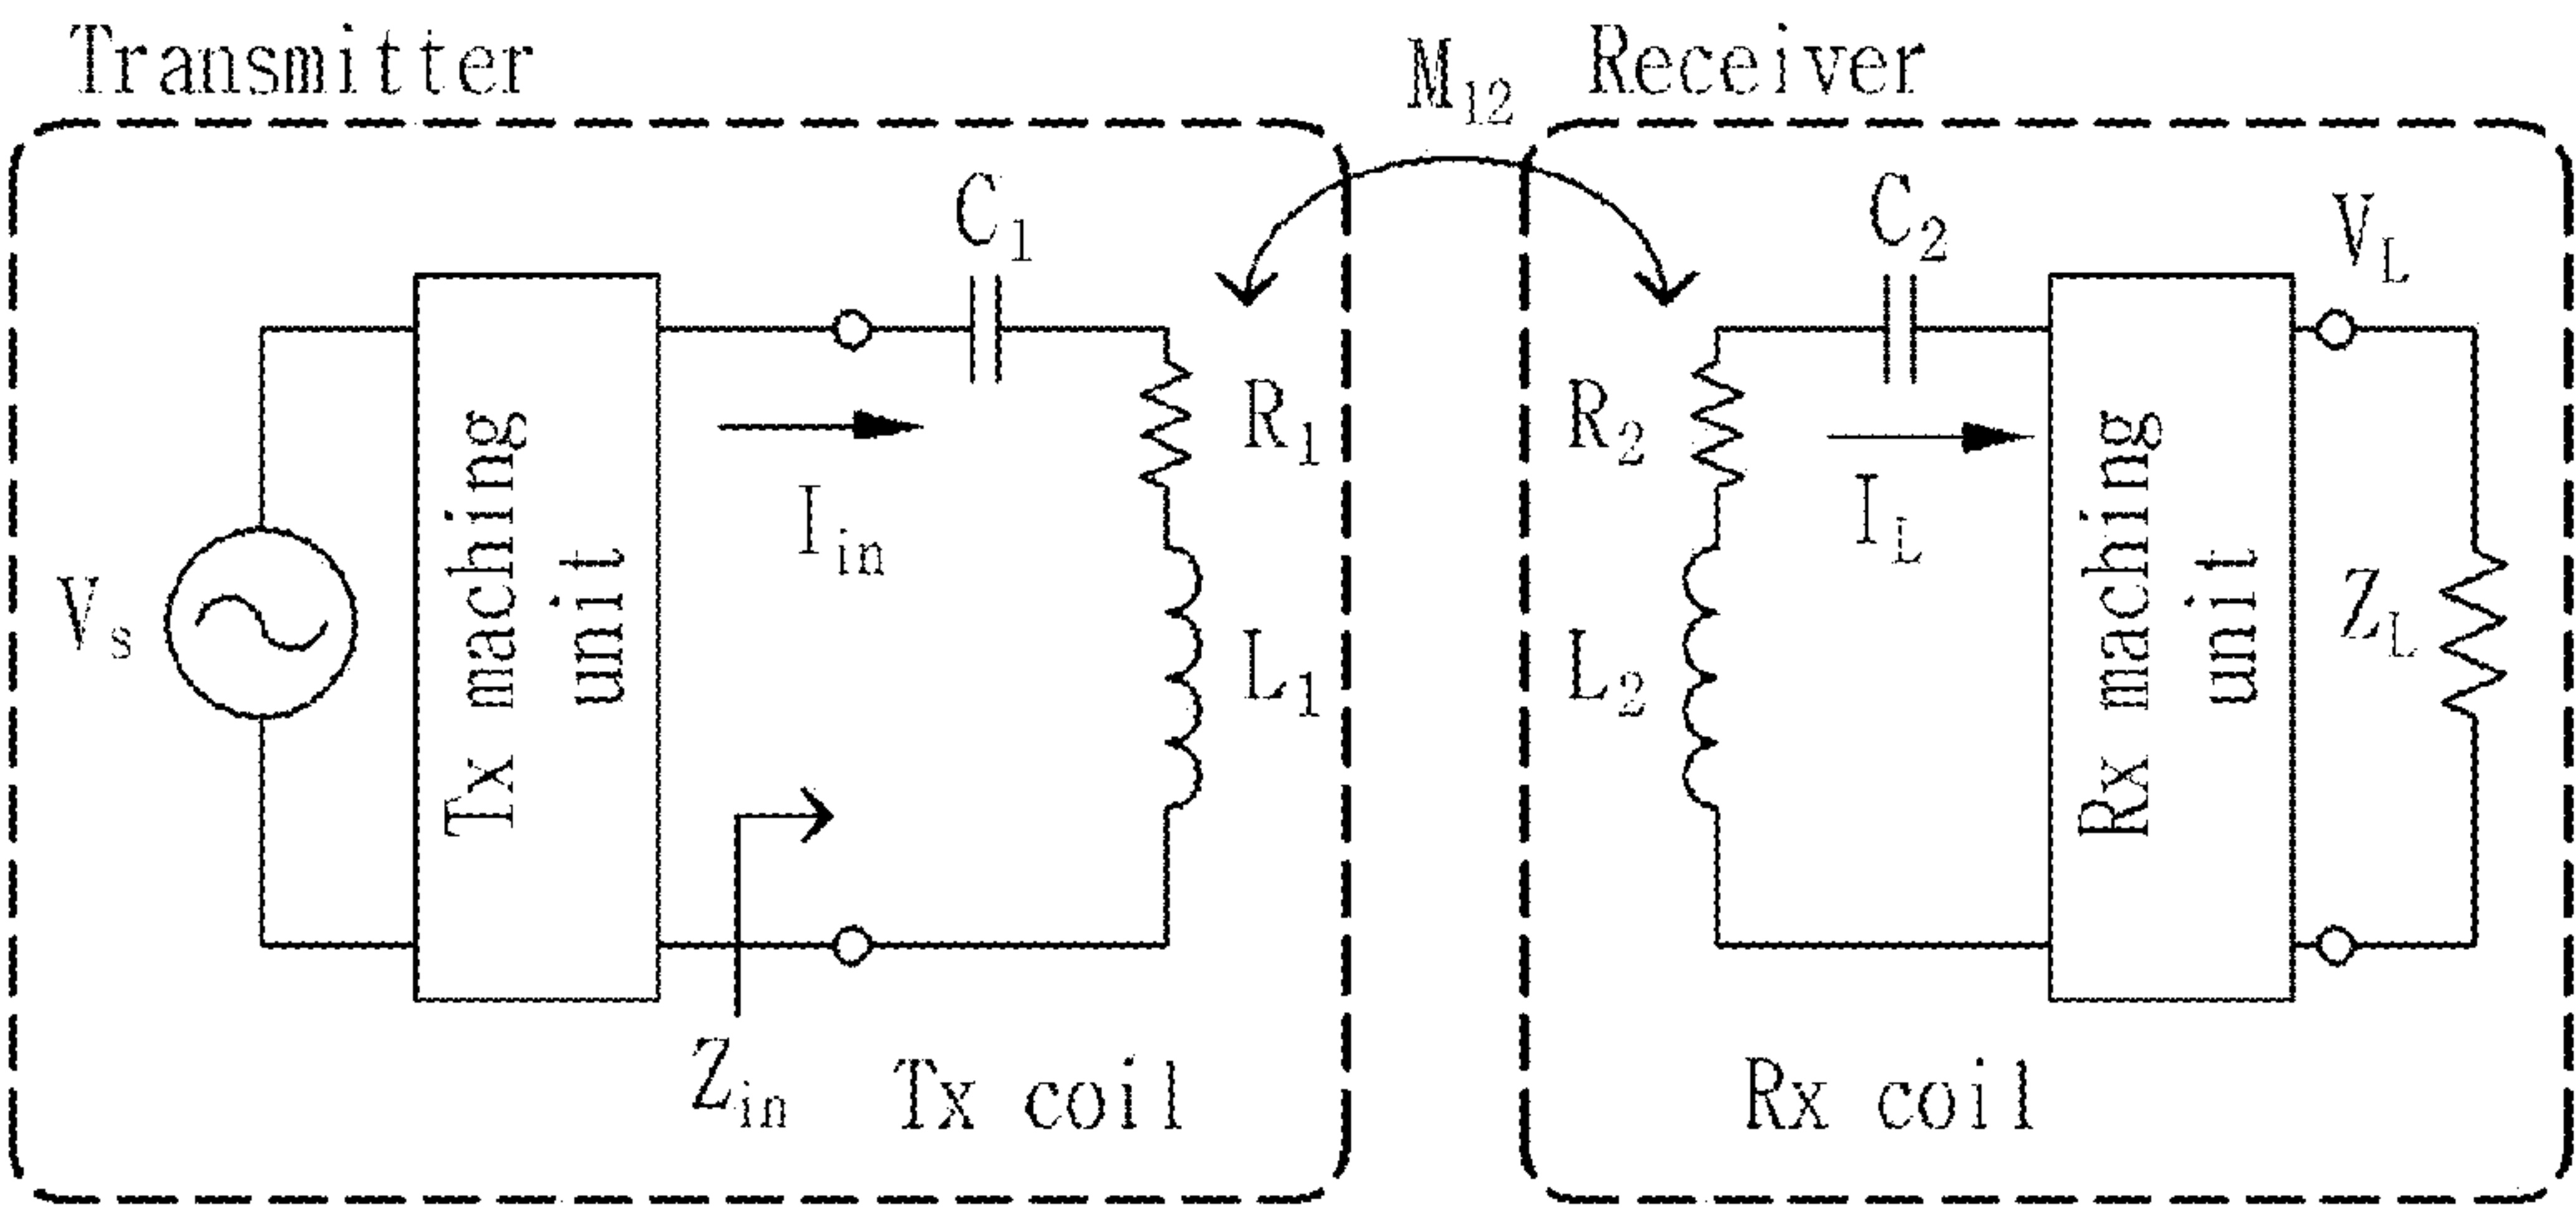 Transmitter
M12
Receiver
C1
C2
VL
R1
R2
Iin
IL
Vs
Tx maching
unit
L1
L2
Rx maching
unit
ZL
Zin
Tx coil
Rx coil